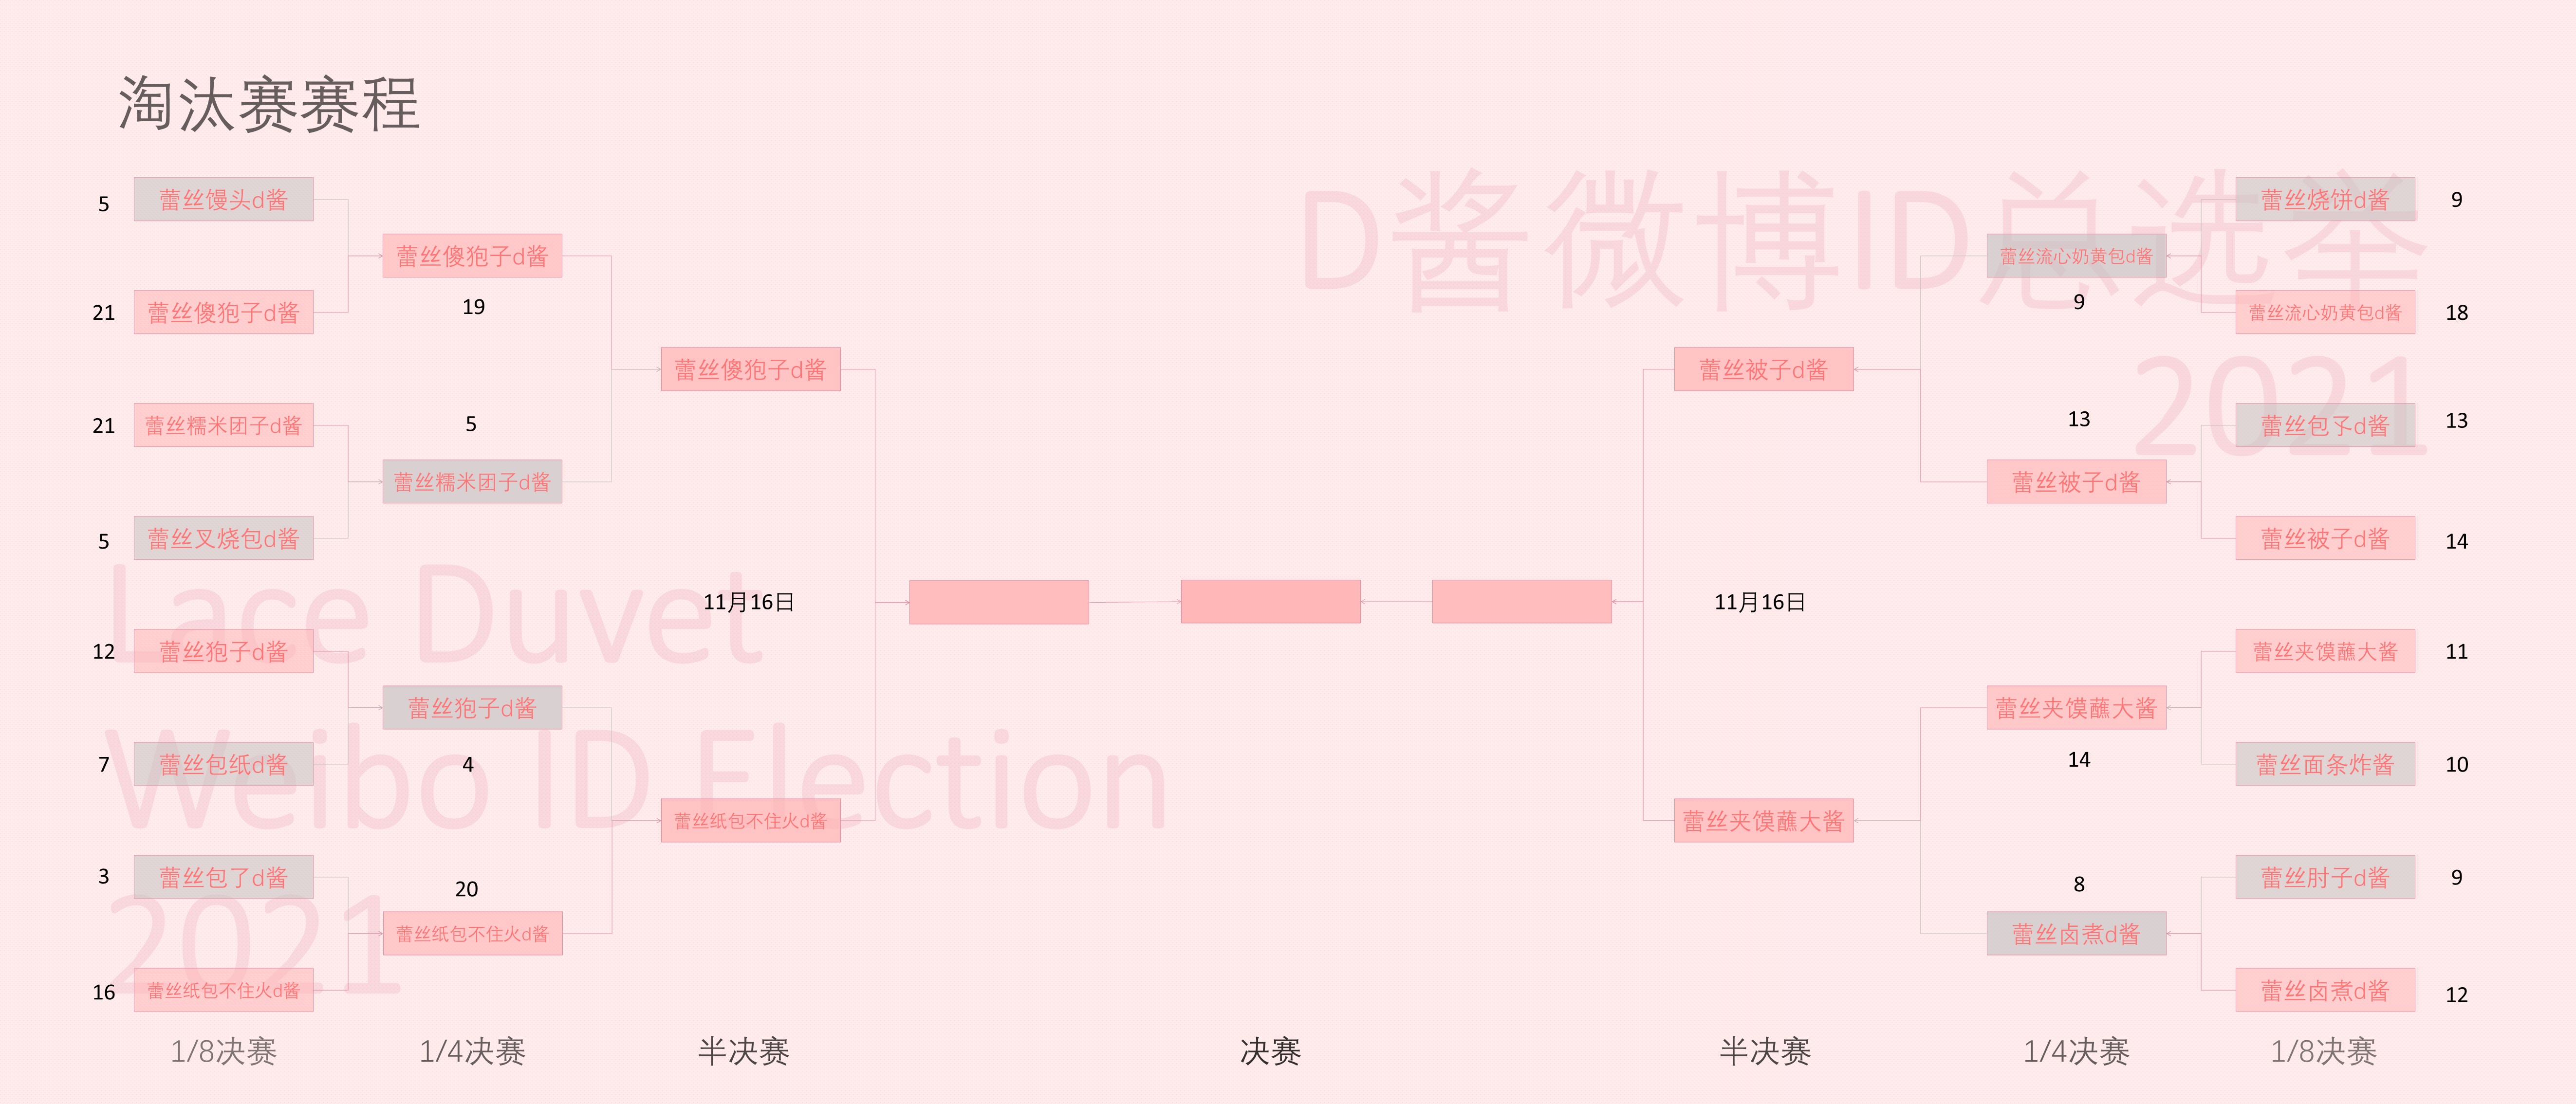 淘汰赛赛程
D酱微博ID总选举
2021
Lace Duvet
Weibo ID Election
2021
5
蕾丝馒头d酱
21
蕾丝傻狍子d酱
21
蕾丝糯米团子d酱
5
蕾丝叉烧包d酱
12
蕾丝狍子d酱
7
蕾丝包纸d酱
3
蕾丝包了d酱
16
蕾丝纸包不住火d酱
1/8决赛
蕾丝傻狍子d酱
19
5
蕾丝糯米团子d酱
蕾丝狍子d酱
4
20
蕾丝纸包不住火d酱
1/4决赛
蕾丝傻狍子d酱
11月16日
蕾丝纸包不住火d酱
半决赛
决赛
蕾丝被子d酱
11月16日
蕾丝夹馍蘸大酱
半决赛
蕾丝流心奶黄包d酱
9
13
蕾丝被子d酱
蕾丝夹馍蘸大酱
14
8
蕾丝卤煮d酱
1/4决赛
蕾丝烧饼d酱
9
蕾丝流心奶黄包d酱
18
蕾丝包孓d酱
13
蕾丝被子d酱
14
蕾丝夹馍蘸大酱
11
蕾丝面条炸酱
10
蕾丝肘子d酱
9
蕾丝卤煮d酱
12
1/8决赛